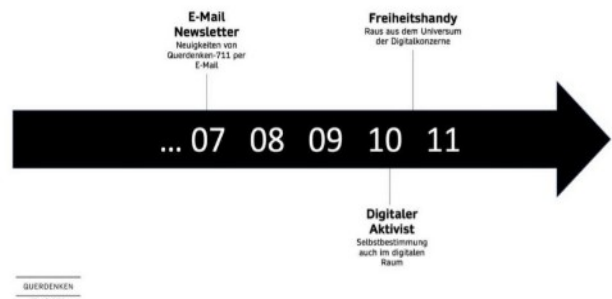 E-Mail
Newsletter
Neuigkeiten von
Querdenken-711 per
E-Mail
Freiheitshandy
Raus aus dem Universum
der Digitalkonzerne
... 07 08 09 10 11
Digitaler
Aktivist
Selbstbestimmung
auch im digitalen
Raum
QUERDENKEN